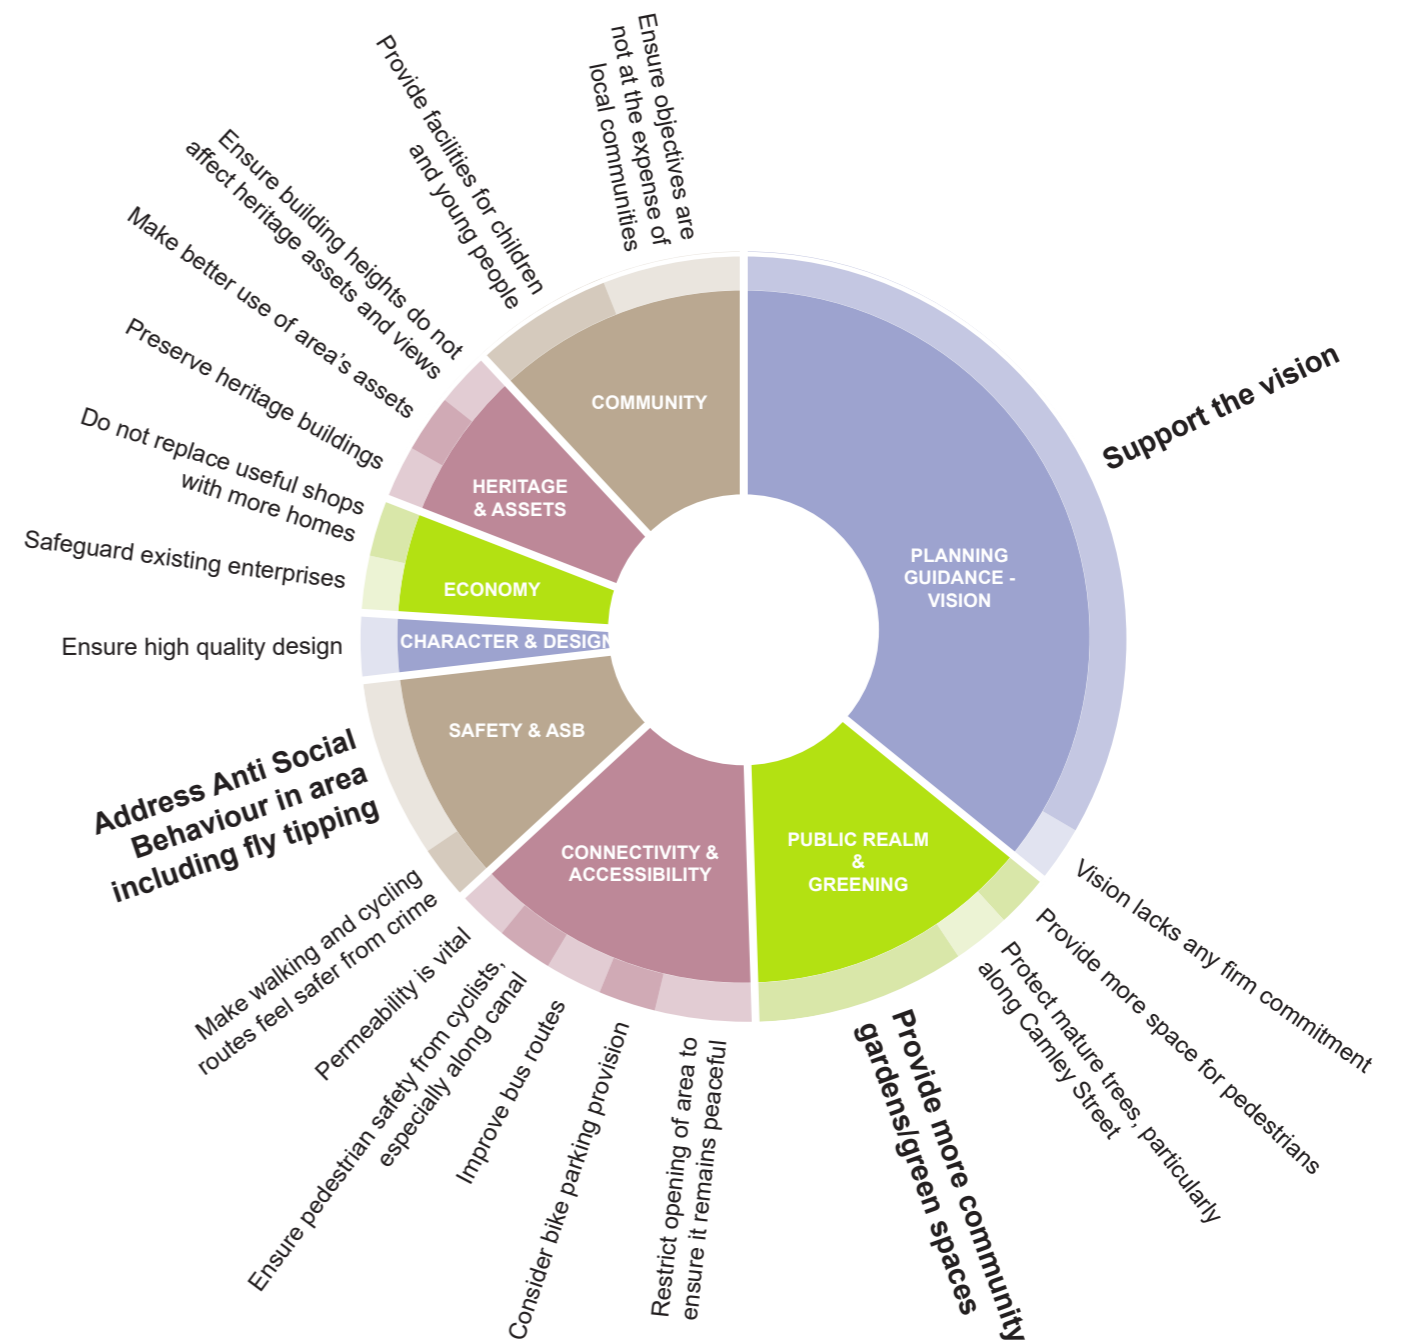 Ensure objectives are
not at the expense of
local communities
Provide facilities for children
and young people
Ensure building heights do not
affect heritage assets and views
Make better use of area's assets
Preserve heritage buildings
Do not replace useful shops
with more homes
Safeguard existing enterprises
Ensure high quality design
Address Anti Social
Behaviour in area
including fly tipping
Make walking and cycling
routes feel safer from crime
Permeability is vital
Ensure pedestrian safety from cyclists,
especially along canal
Improve bus routes
Consider bike parking provision
Restrict opening of area to
ensure it remains peaceful
Provide more community
gardens/green spaces
Protect mature trees, particularly
along Camley Street
Provide more space for pedestrians
Vision lacks any firm commitment
Support the vision
COMMUNITY
HERITAGE
& ASSETS
ECONOMY
CHARACTER & DESIGN
SAFETY & ASB
CONNECTIVITY &
ACCESSIBILITY
PUBLIC REALM
&
GREENING
PLANNING
GUIDANCE -
VISION